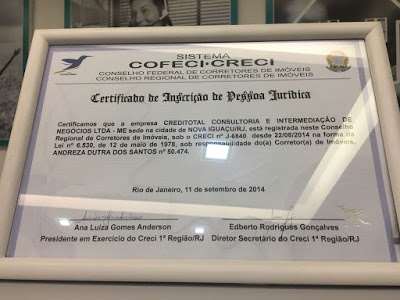 SISTEMA
COFECI-CRECI
CONSELHO FEDERAL DE CORRETORES DE IMÓVEIS
CONSELHO REGIONAL DE CORRETORES DE IMÓVEIS
Certificado de Inscrição de Pessoa Jurídica
Certificamos que a empresa CREDITOTAL CONSULTORIA E INTERMEDIAÇÃO DE
NEGÓCIOS LTDA - ME sede na cidade de NOVA IGUAÇU/RJ, está registrada neste Conselho
Regional de Corretores de Imóveis, sob o CRECI nº J-6840 desde 22/08/2014 na forma na
Lei nº 6.530, de 12 de maio de 1978, sob responsabilidade do(a) Corretor(a) de Imóveis,
ANDREZA DUTRA DOS SANTOS nº 50.474.
Rio de Janeiro, 11 de setembro de 2014
Ana Luiza Gomes Anderson
Presidente em Exercício do Creci 1ª Região/RJ
Edberto Rodrigues Gonçalves
Diretor Secretário do Creci 1ª Região/RJ